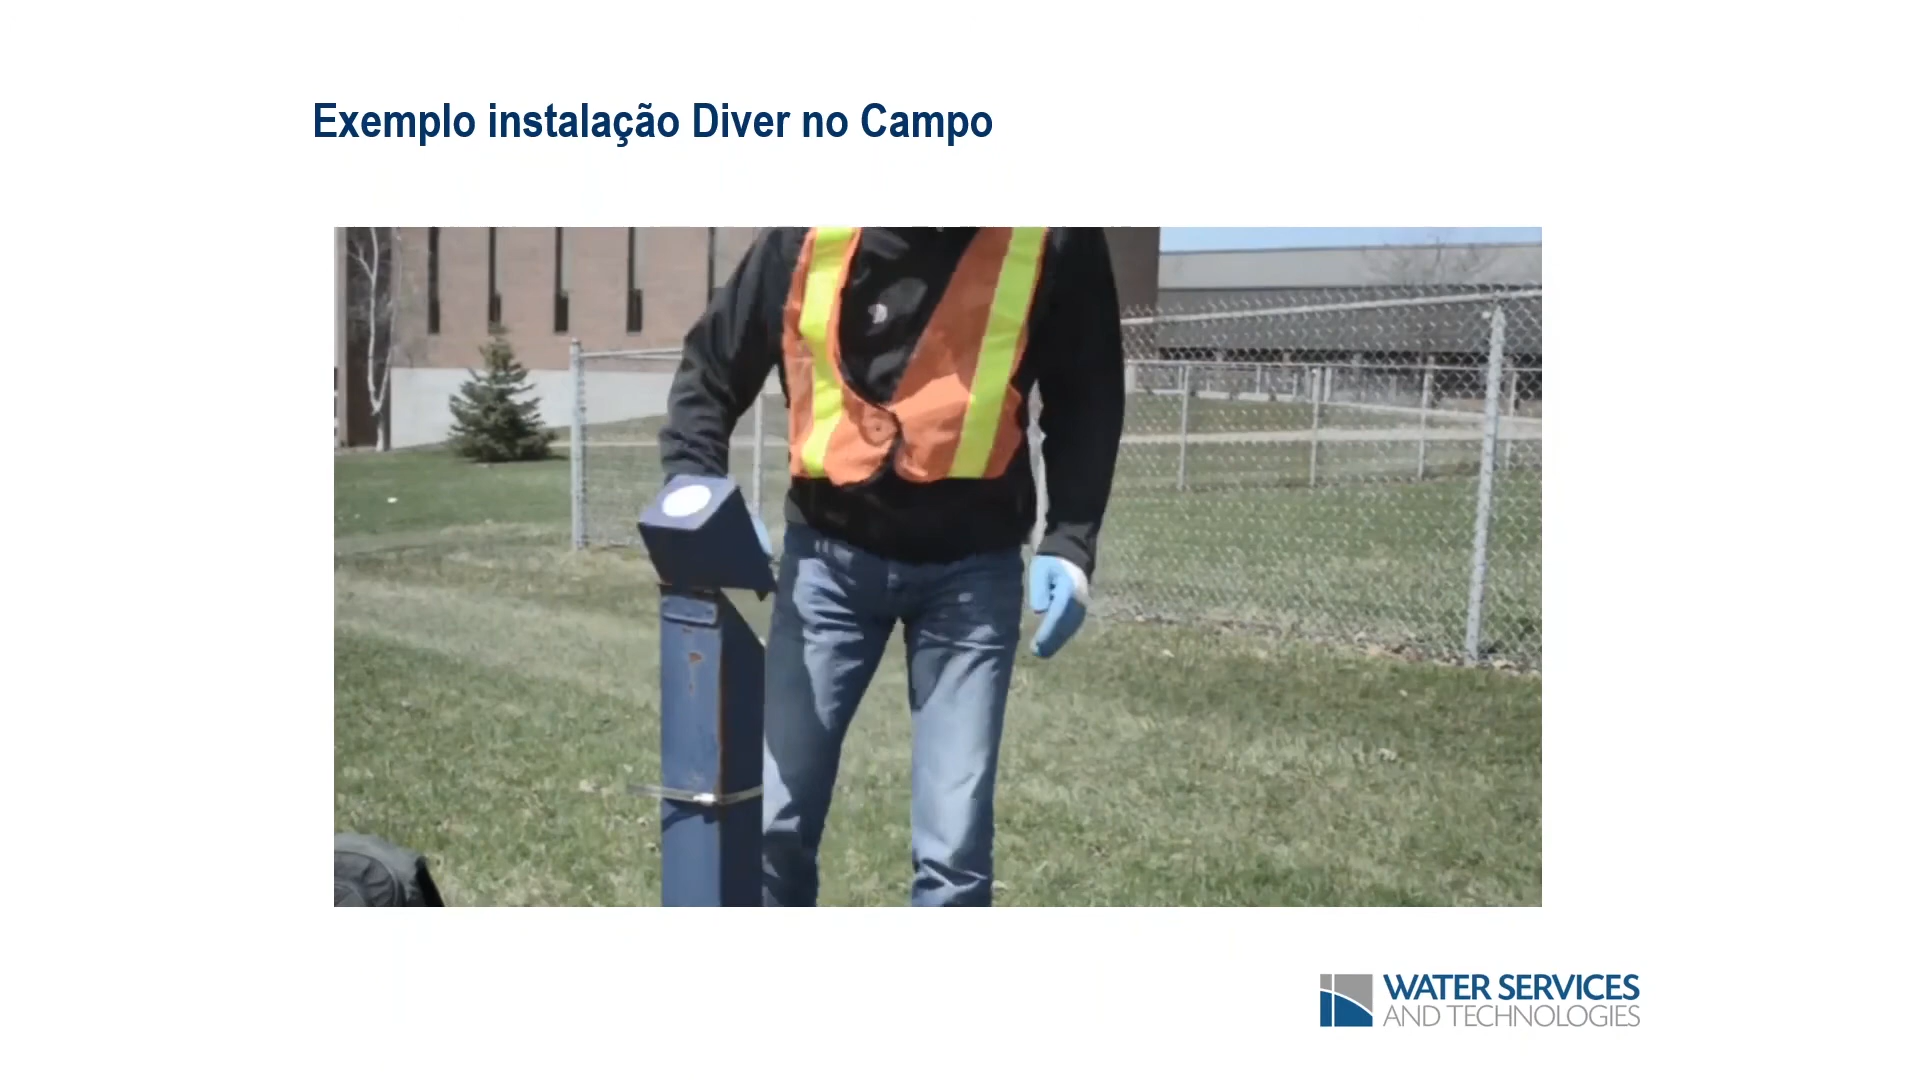 Exemplo instalação Diver no Campo
WATER SERVICES
AND TECHNOLOGIES